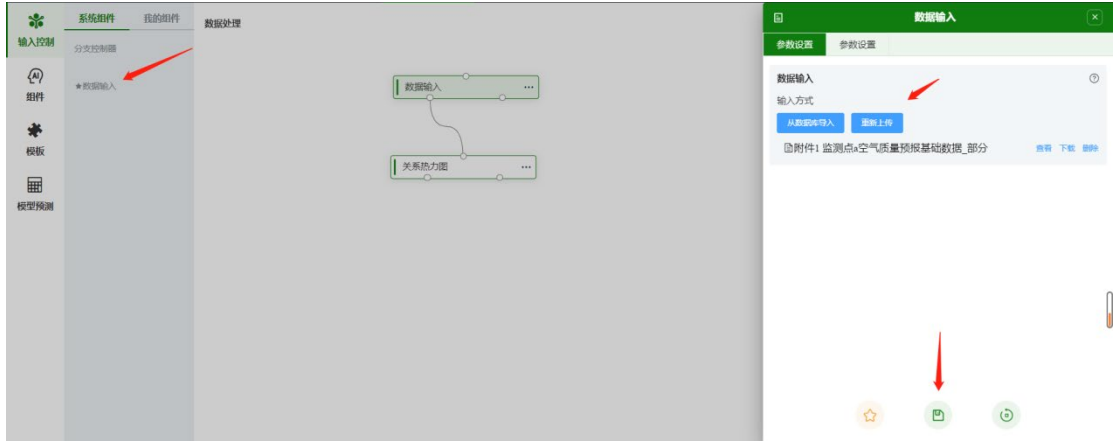 输入控制
组件
模板
模型预测
系统组件 我的组件
分支控制器
★数据输入
数据处理
数据输入
关系热力图
数据输入
参数设置 参数设置
数据输入
输入方式
从数据库导入 重新上传
附件1 监测点a空气质量预报基础数据_部分 查看 下载 删除